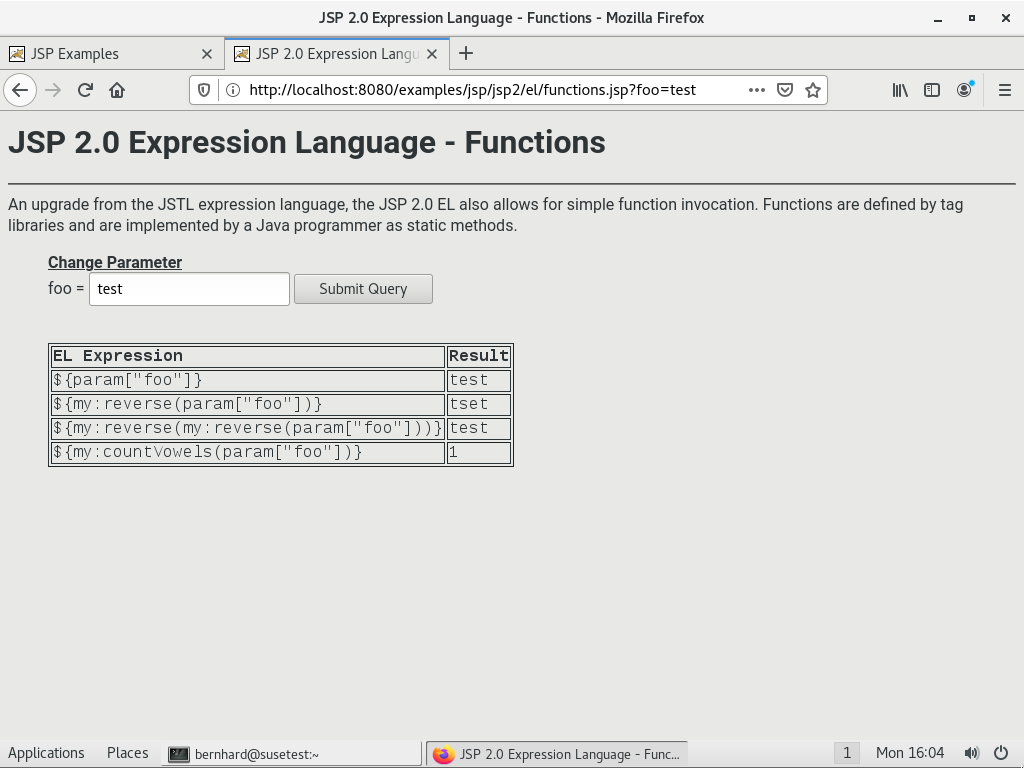 JSP 2.0 Expression Language - Functions - Mozilla Firefox
JSP Examples
JSP 2.0 Expression Langu
http://localhost:8080/examples/jsp/jsp2/el/functions.jsp?foo=test
JSP 2.0 Expression Language - Functions
An upgrade from the JSTL expression language, the JSP 2.0 EL also allows for simple function invocation. Functions are defined by tag
libraries and are implemented by a Java programmer as static methods.
Change Parameter
foo = test Submit Query
EL Expression Result
${param["foo"]} test
${my:reverse(param["foo"])} tset
${my:reverse(my:reverse(param["foo"]))} test
${my:countVowels(param["foo"])} 1
Applications Places bernhard@susetest:~ JSP 2.0 Expression Language - Func... 1 Mon 16:04